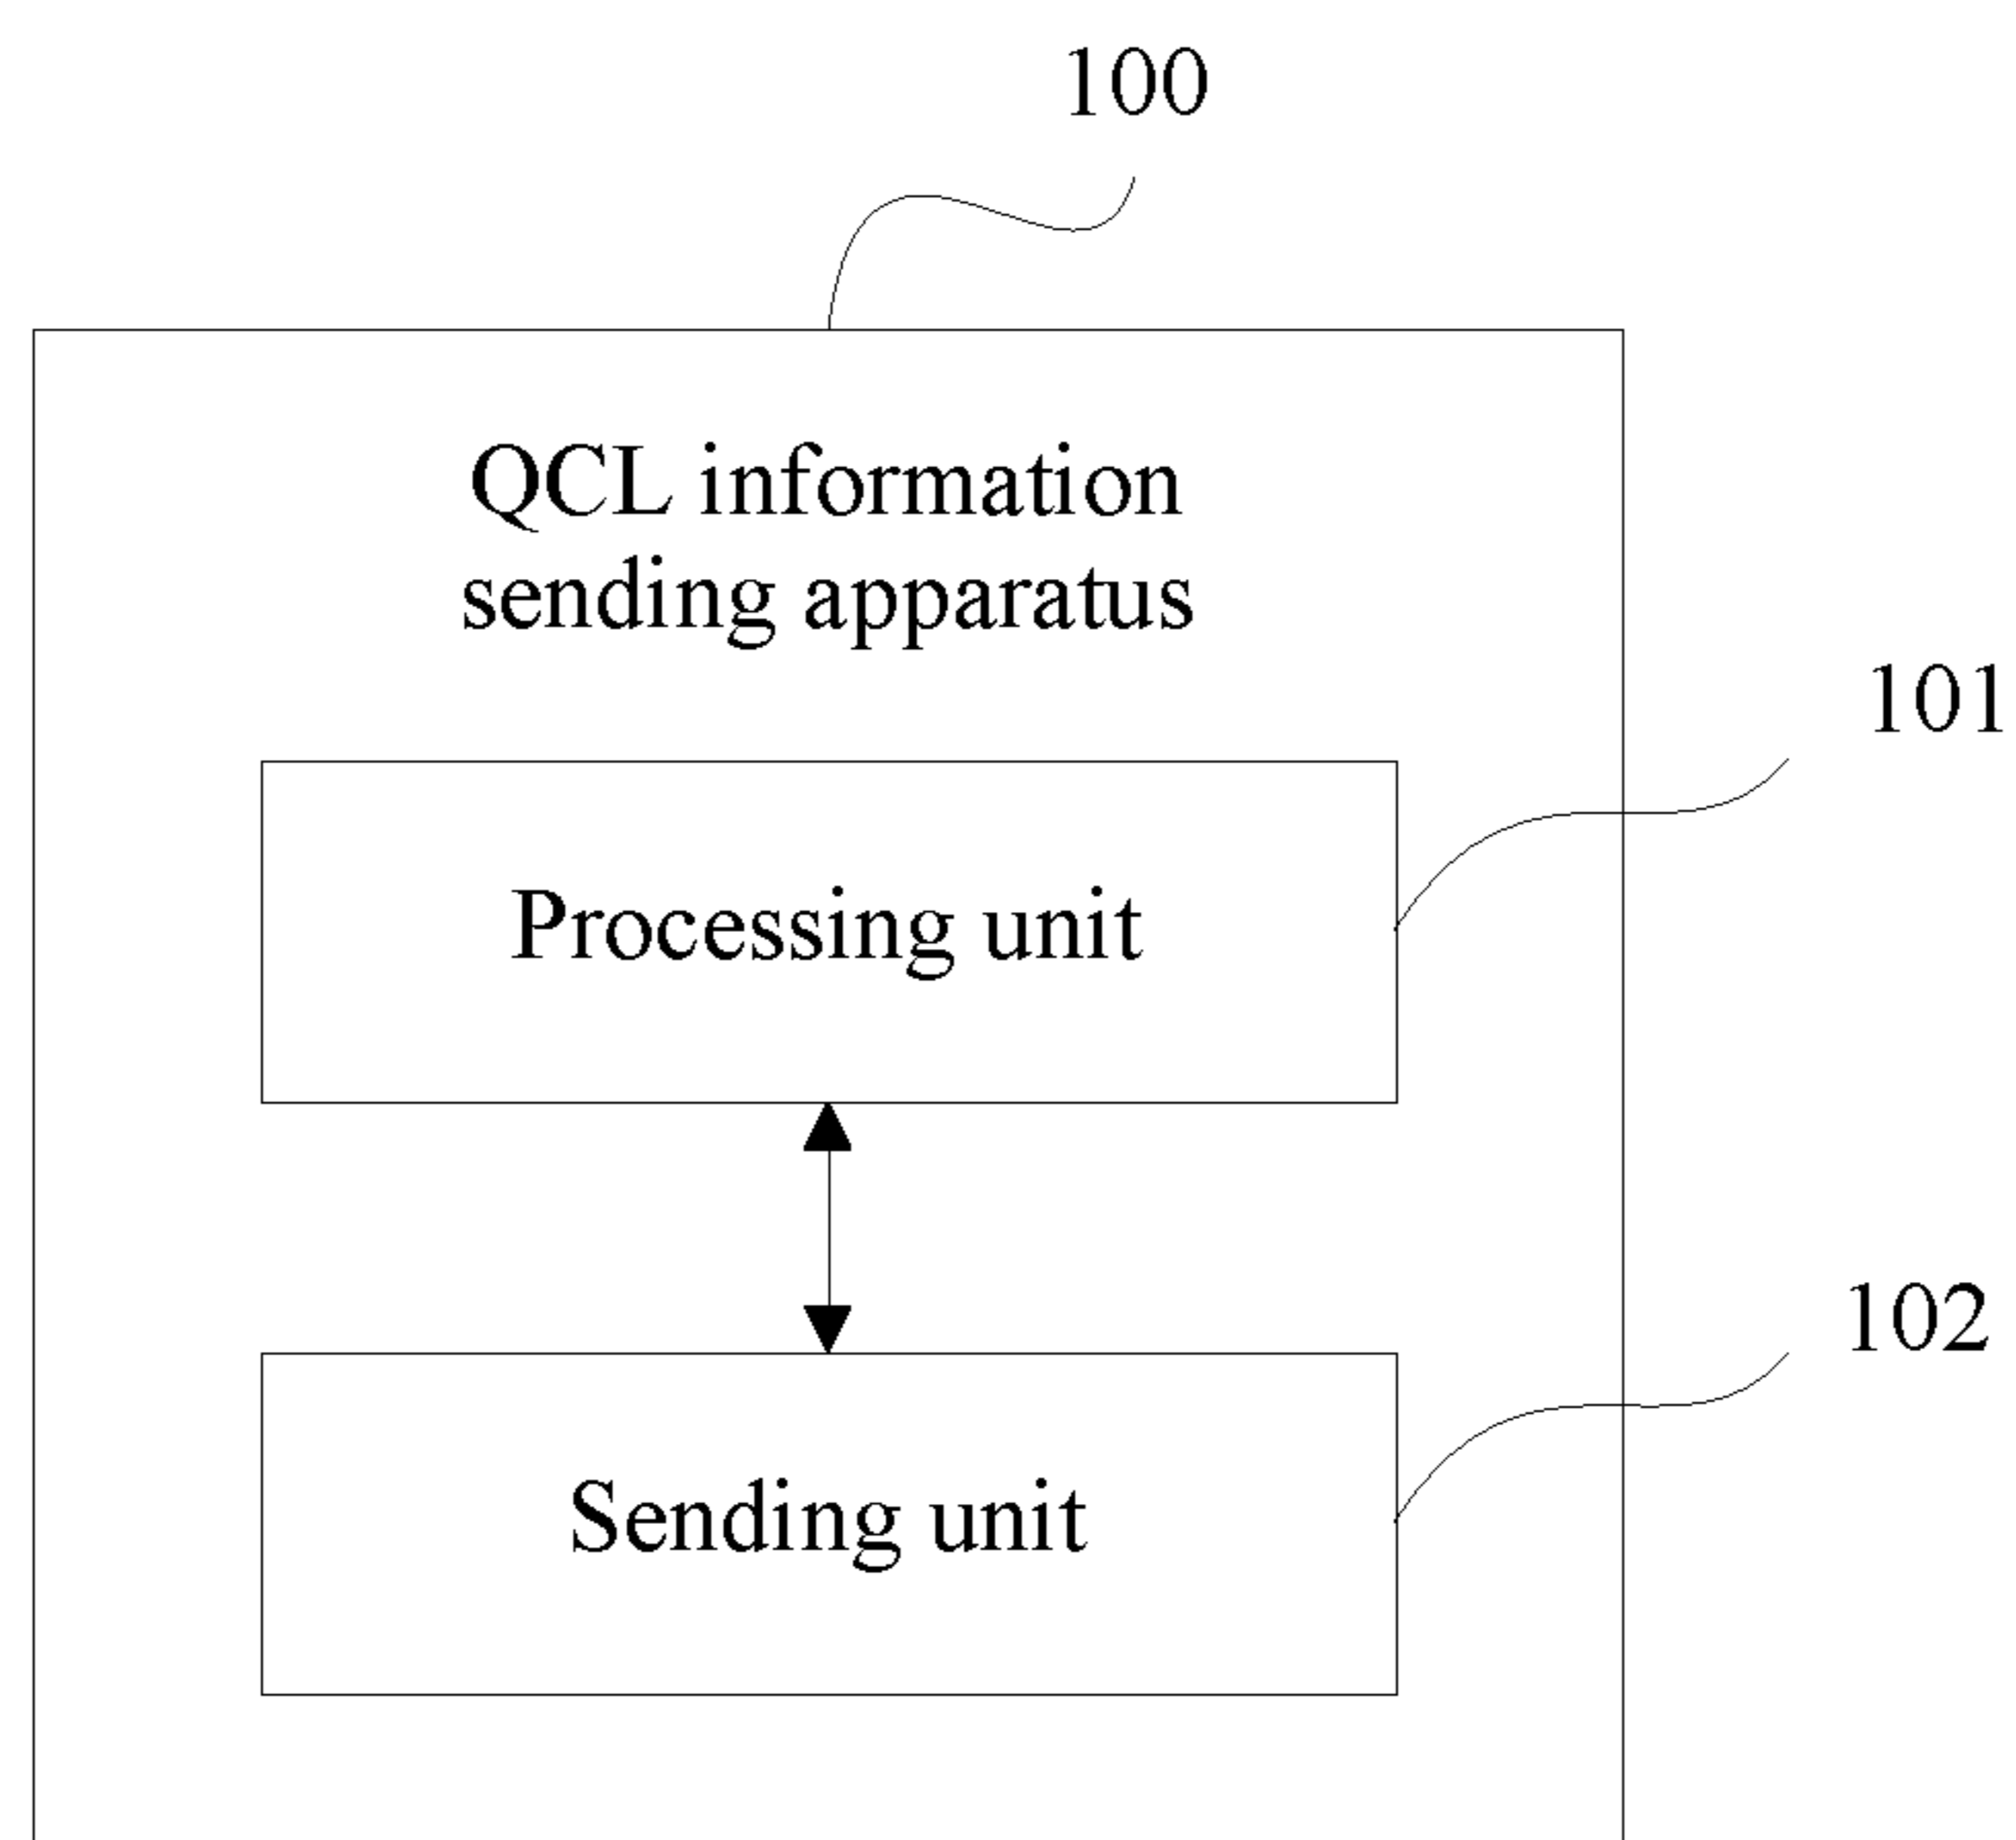 100
QCL information
sending apparatus
101
Processing unit
102
Sending unit